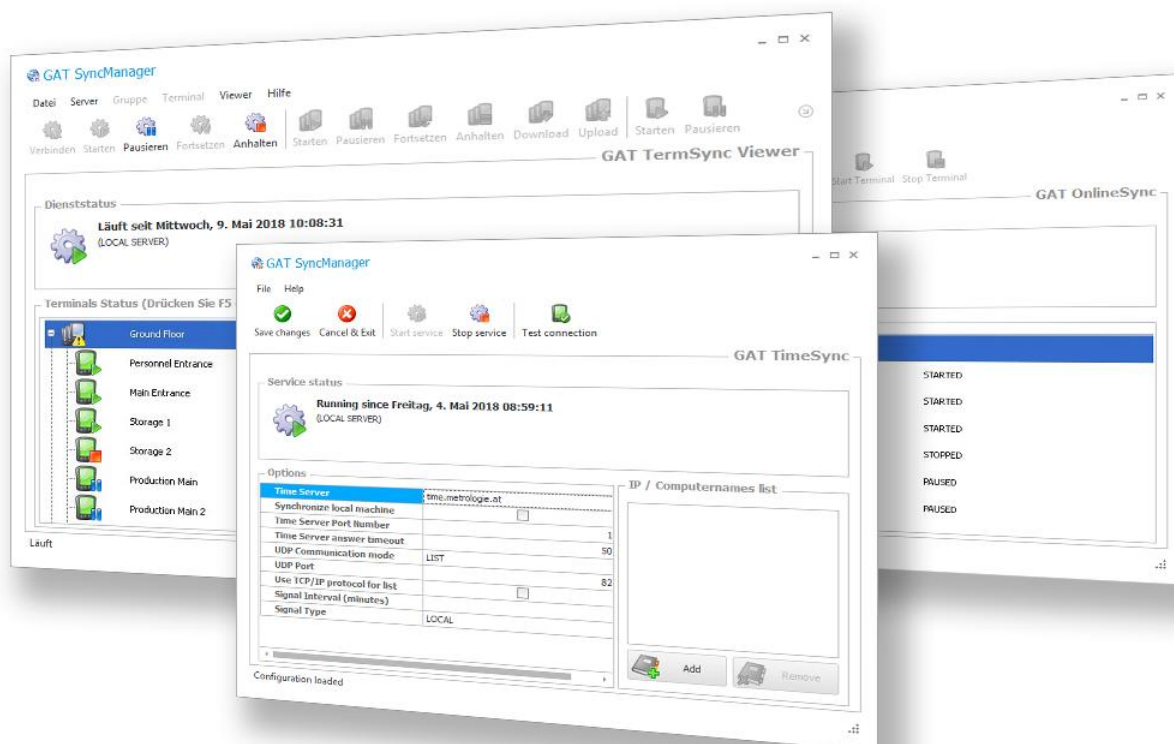 GAT SyncManager
Datei Server Gruppe Terminal Viewer Hilfe
Verbinden Starten Pausieren Fortsetzen Anhalten Starten Pausieren Fortsetzen Anhalten Download Upload Starten Pausieren
GAT TermSync Viewer
Dienststatus
Läuft seit Mittwoch, 9. Mai 2018 10:08:31
(LOCAL SERVER)
Terminals Status (Drücken Sie F5
Ground Floor
Personnel Entrance
Main Entrance
Storage 1
Storage 2
Production Main
Production Main 2
Läuft
GAT SyncManager
File Help
Save changes Cancel & Exit Start service Stop service Test connection
GAT TimeSync
Service status
Running since Freitag, 4. Mai 2018 08:59:11
(LOCAL SERVER)
Options
Time Server time.metrologie.at
Synchronize local machine
Time Server Port Number 1
Time Server answer timeout 50
UDP Communication mode LIST
UDP Port 82
Use TCP/IP protocol for list
Signal Interval (minutes)
Signal Type LOCAL
IP / Computernames list
Add Remove
Configuration loaded
Start Terminal Stop Terminal
GAT OnlineSync
STARTED
STARTED
STARTED
STOPPED
PAUSED
PAUSED